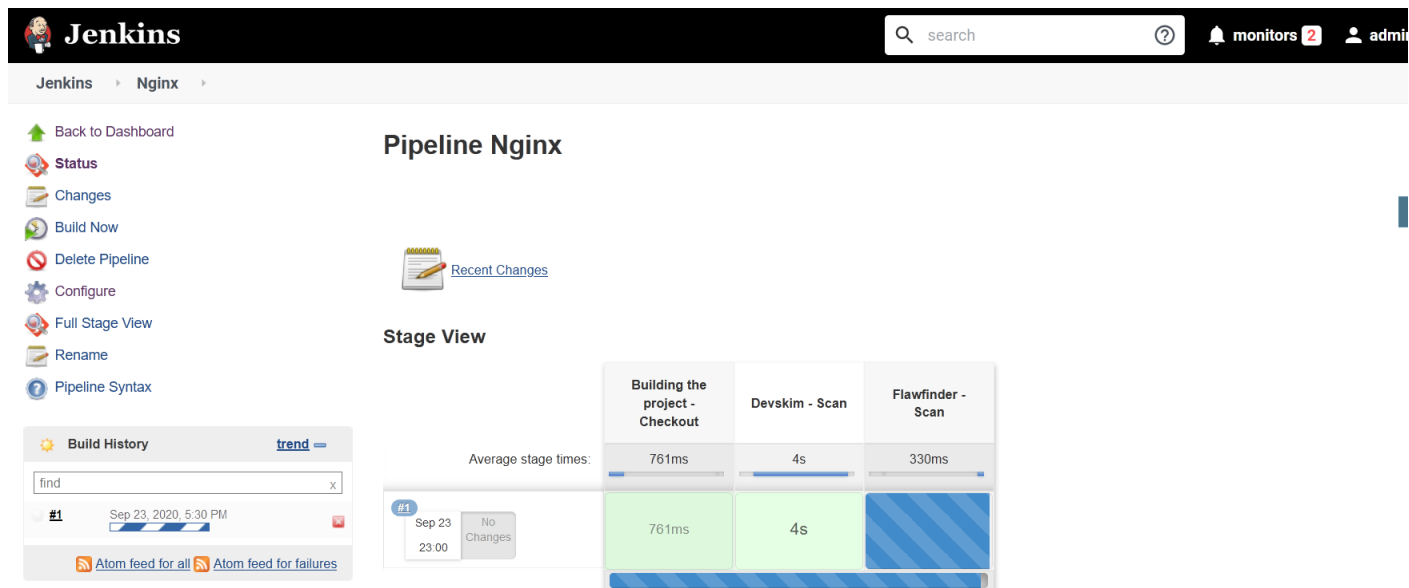 Jenkins
search
monitors 2
admin
Jenkins
Nginx
Back to Dashboard
Status
Changes
Build Now
Delete Pipeline
Configure
Full Stage View
Rename
Pipeline Syntax
Build History
trend
find
x
#1
Sep 23, 2020, 5:30 PM
Atom feed for all
Atom feed for failures
Pipeline Nginx
Recent Changes
Stage View
Building the
project -
Checkout
Devskim - Scan
Flawfinder -
Scan
Average stage times:
761ms
4s
330ms
#1
Sep 23
23:00
No
Changes
761ms
4s